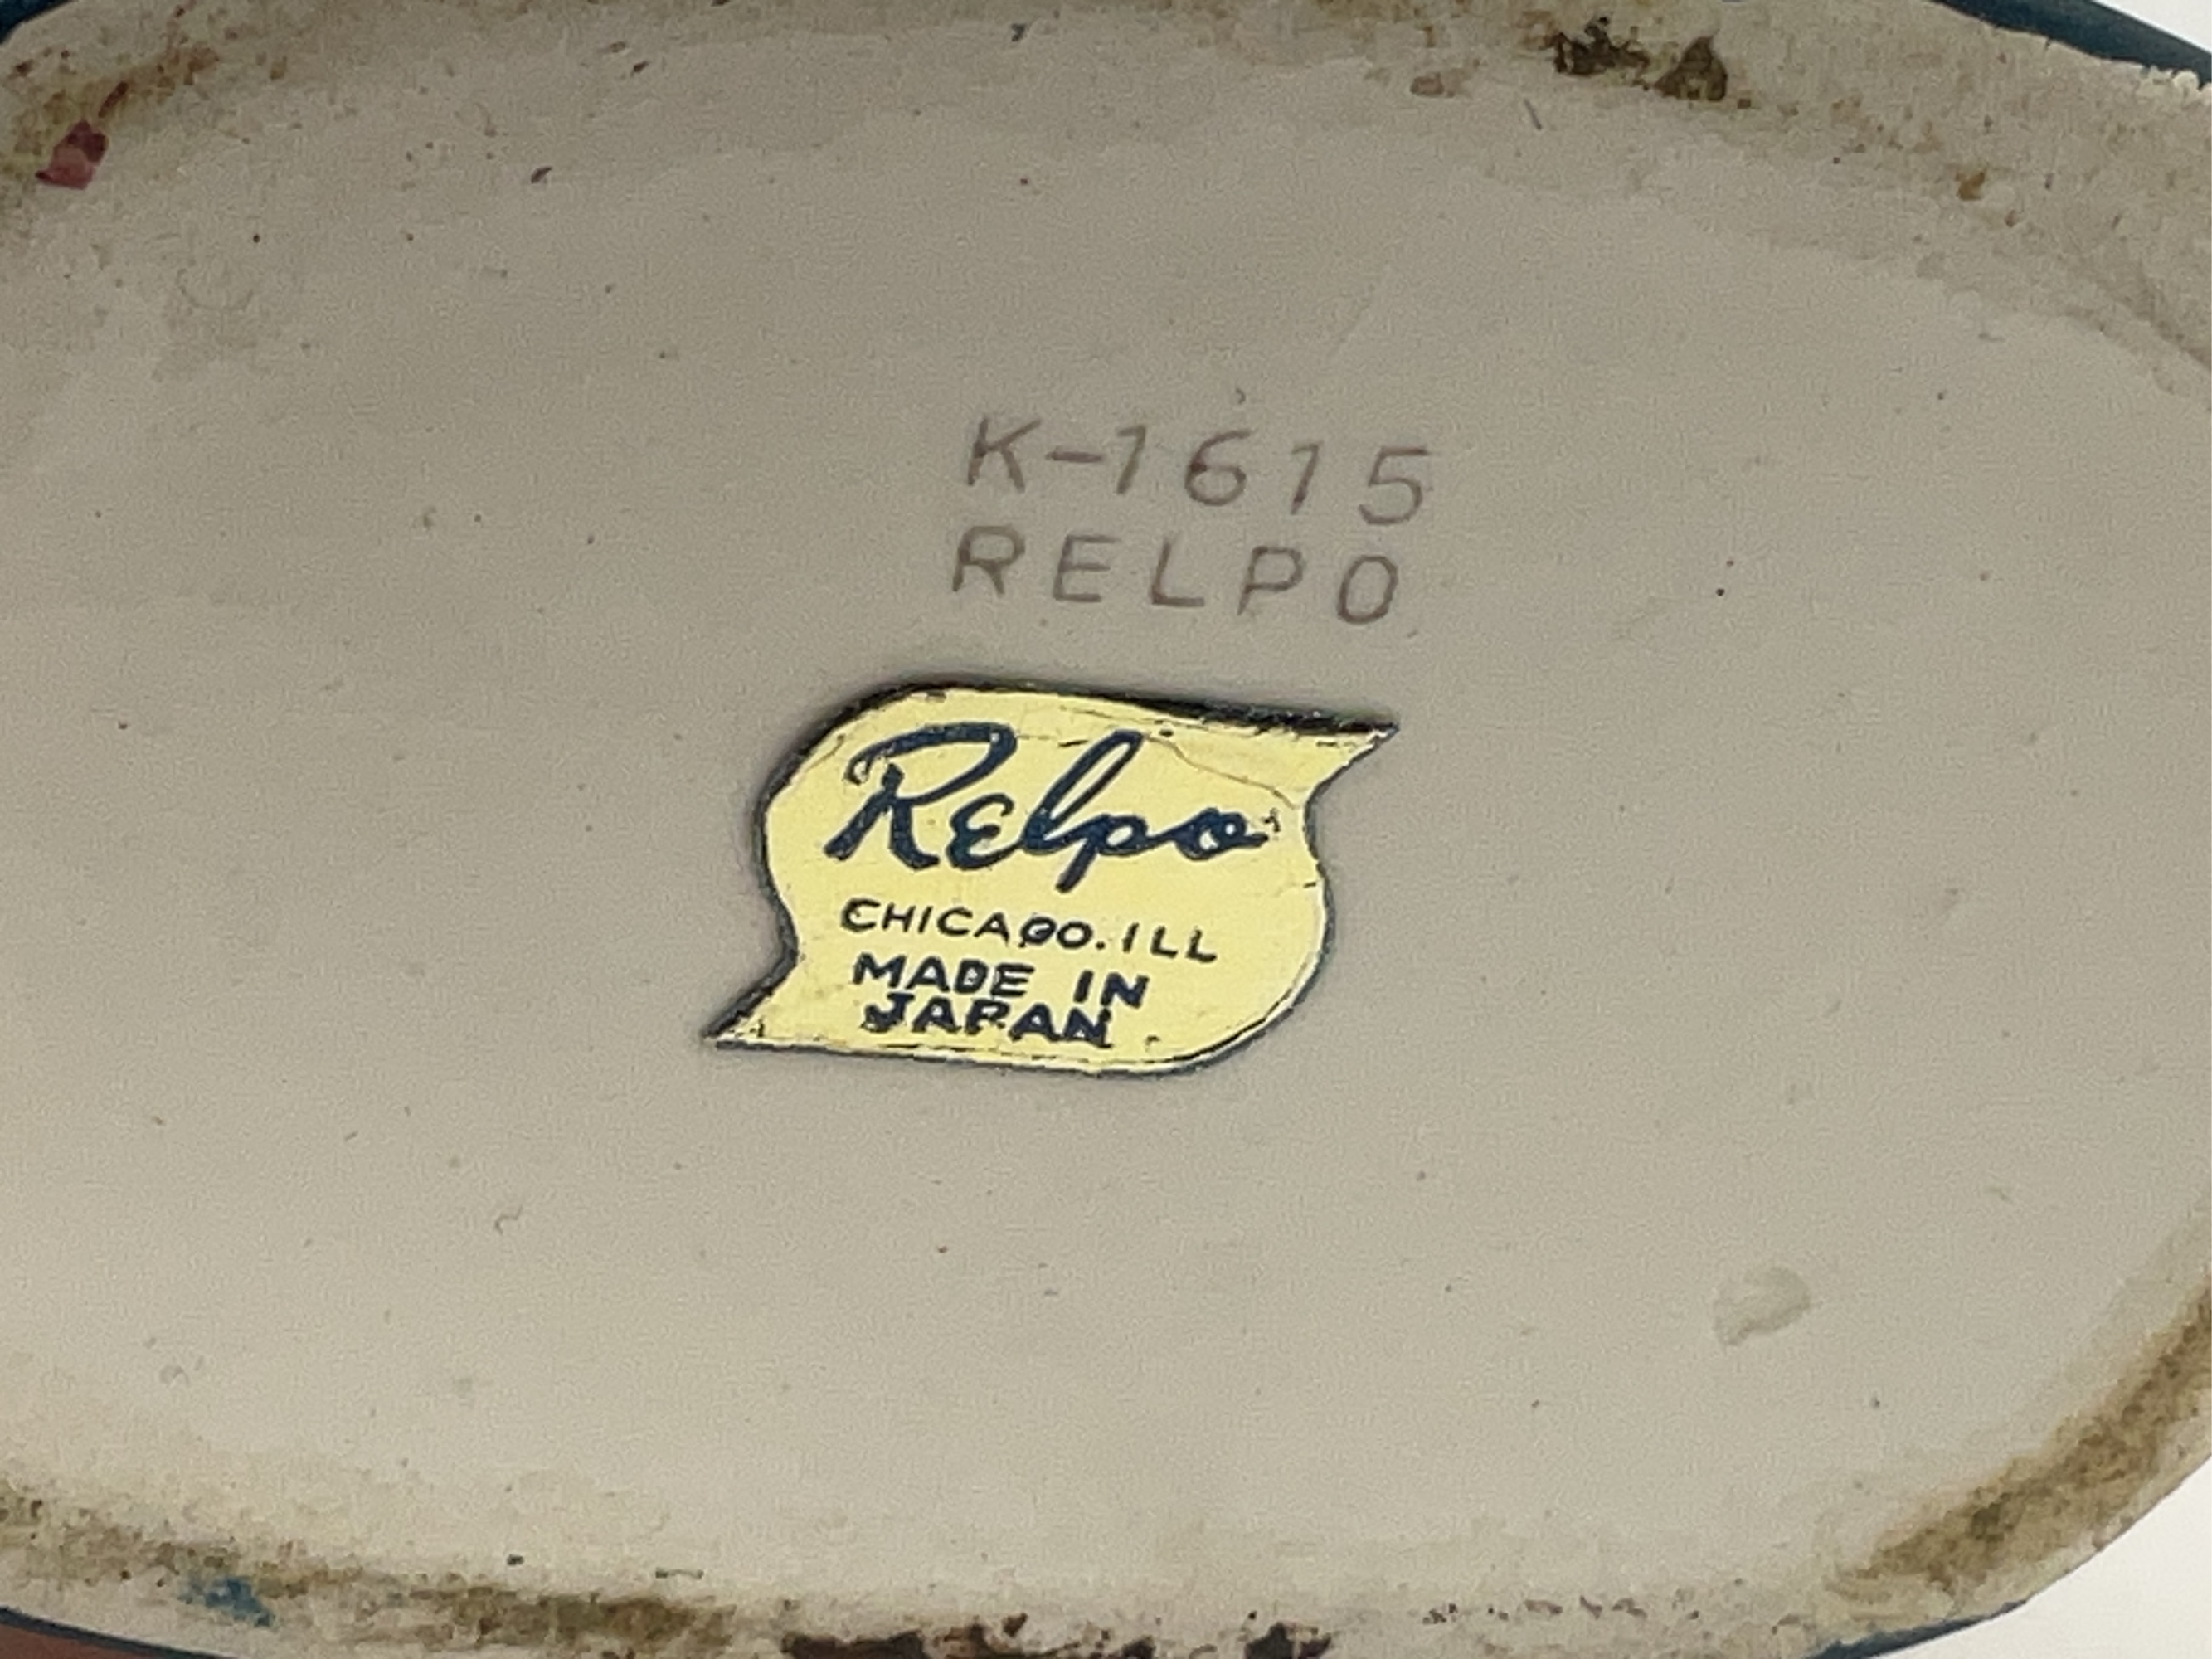 K-1615
RELPO
Relpo
CHICAGO.ILL
MADE IN
JAPAN